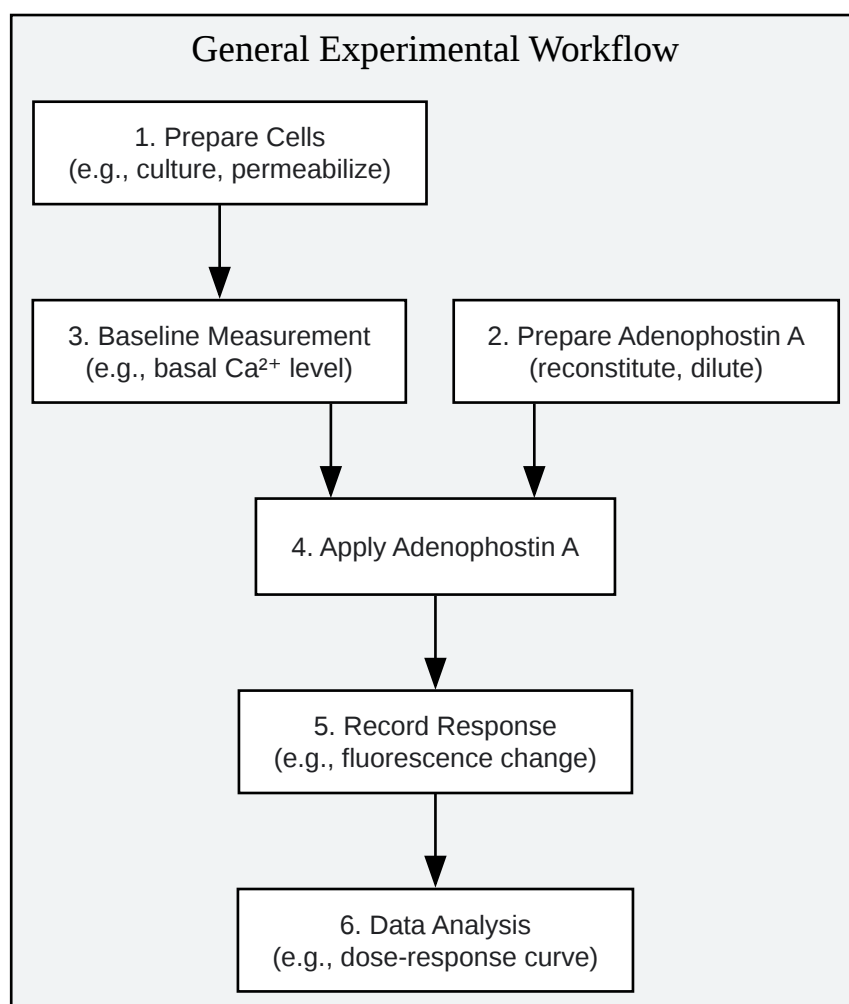 General Experimental Workflow
1. Prepare Cells
(e.g., culture, permeabilize)
3. Baseline Measurement
(e.g., basal Ca²⁺ level)
2. Prepare Adenophostin A
(reconstitute, dilute)
4. Apply Adenophostin A
5. Record Response
(e.g., fluorescence change)
6. Data Analysis
(e.g., dose-response curve)